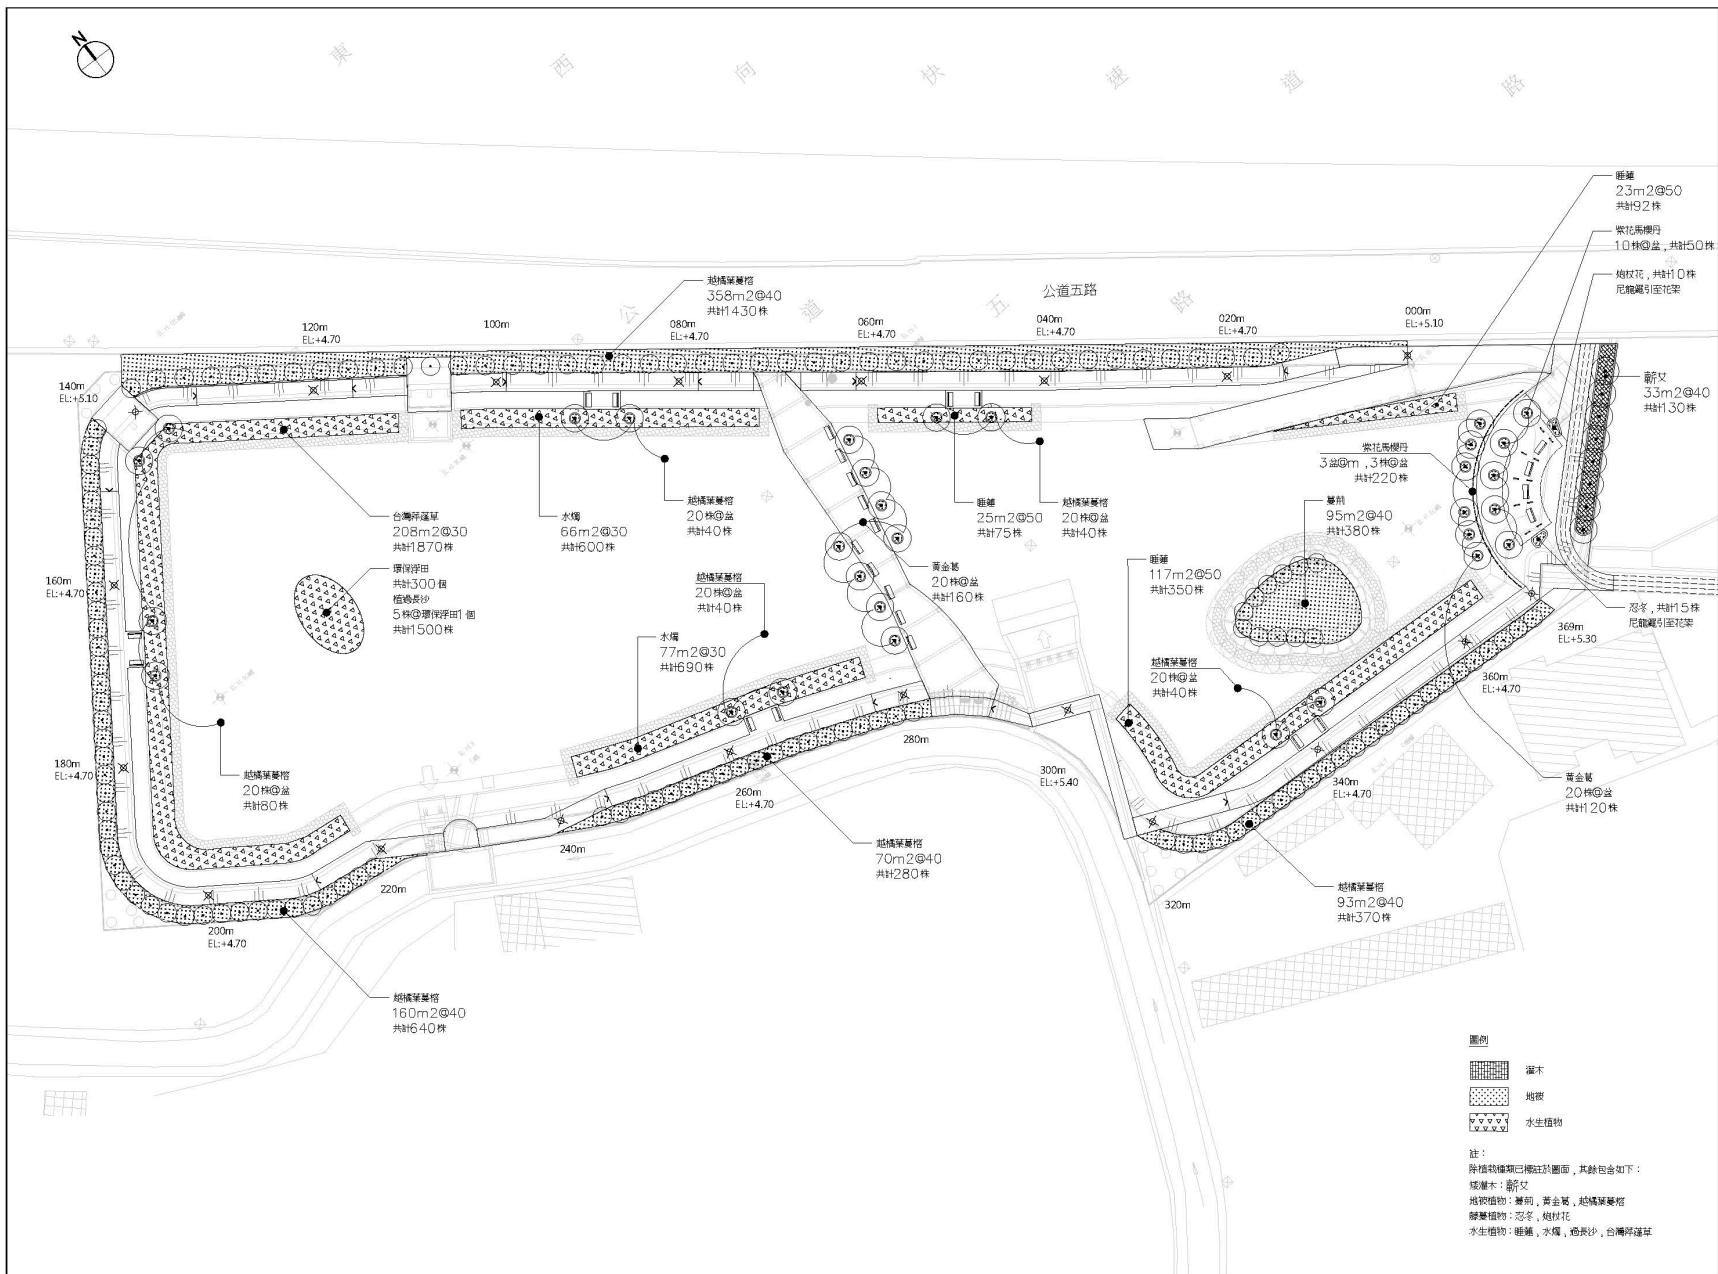 N
東 西 向 快 速 道 路
公 道 五 路
公道五路
睡蓮
23m2@50
共計92株
紫花馬櫻丹
10株@盆，共計50株
炮杖花，共計10株
尼龍繩引至花架
越橘葉蔓榕
358m2@40
共計1430株
120m
EL:+4.70
100m
080m
EL:+4.70
060m
EL:+4.70
040m
EL:+4.70
020m
EL:+4.70
000m
EL:+5.10
140m
EL:+5.10
蘄艾
33m2@40
共計130株
紫花馬櫻丹
3盆@m，3株@盆
共計220株
台灣萍蓬草
208m2@30
共計1870株
水燭
66m2@30
共計600株
越橘葉蔓榕
20株@盆
共計40株
睡蓮
25m2@50
共計75株
越橘葉蔓榕
20株@盆
共計40株
蔓荊
95m2@40
共計380株
環保浮田
共計300個
植過長沙
5株@環保浮田1個
共計1500株
越橘葉蔓榕
20株@盆
共計40株
黃金葛
20株@盆
共計160株
睡蓮
117m2@50
共計350株
160m
EL:+4.70
水燭
77m2@30
共計690株
越橘葉蔓榕
20株@盆
共計40株
忍冬，共計15株
尼龍繩引至花架
369m
EL:+5.30
360m
EL:+4.70
180m
EL:+4.70
越橘葉蔓榕
20株@盆
共計80株
280m
260m
EL:+4.70
300m
EL:+5.40
340m
EL:+4.70
黃金葛
20株@盆
共計120株
240m
越橘葉蔓榕
70m2@40
共計280株
220m
越橘葉蔓榕
93m2@40
共計370株
320m
200m
EL:+4.70
越橘葉蔓榕
160m2@40
共計640株
圖例
灌木
地被
水生植物
註：
除植栽種類已標註於圖面，其餘包含如下：
矮灌木：蘄艾
地被植物：蔓荊，黃金葛，越橘葉蔓榕
藤蔓植物：忍冬，炮杖花
水生植物：睡蓮，水燭，過長沙，台灣萍蓬草